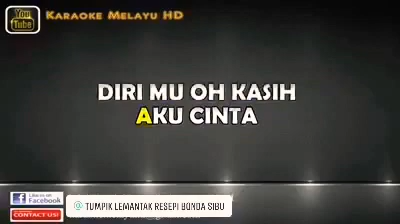 You Tube
KARAOKE MELAYU HD
DIRI MU OH KASIH
AKU CINTA
Like us on
Facebook
@ TUMPIK LEMANTAK RESEPI BONDA SIBU
CONTACT US!